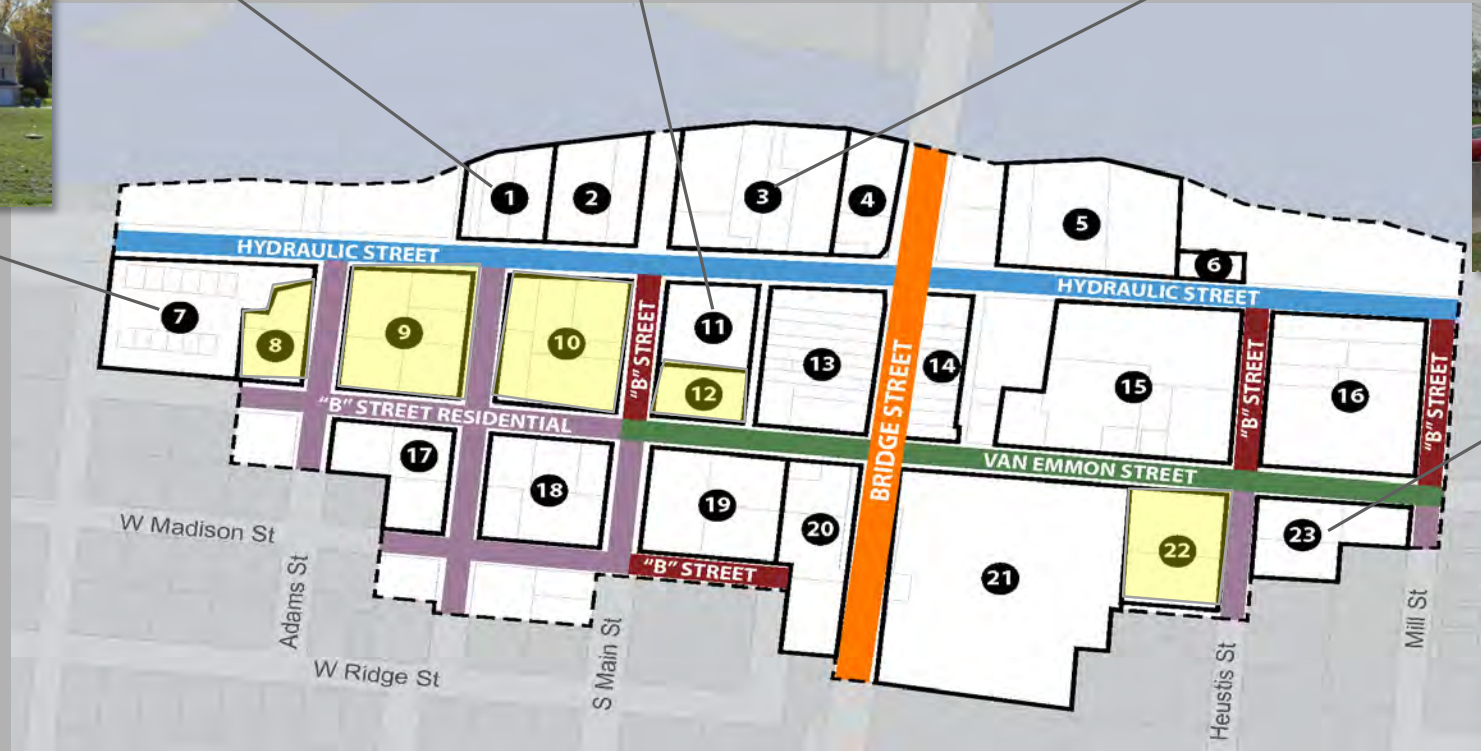 1
2
3
4
5
6
HYDRAULIC STREET
HYDRAULIC STREET
7
8
9
10
"B" STREET
11
12
13
14
15
"B" STREET
16
"B" STREET
BRIDGE STREET
"B" STREET RESIDENTIAL
VAN EMMON STREET
17
18
19
20
21
22
23
"B" STREET
W Madison St
Adams St
W Ridge St
S Main St
Heustis St
Mill St